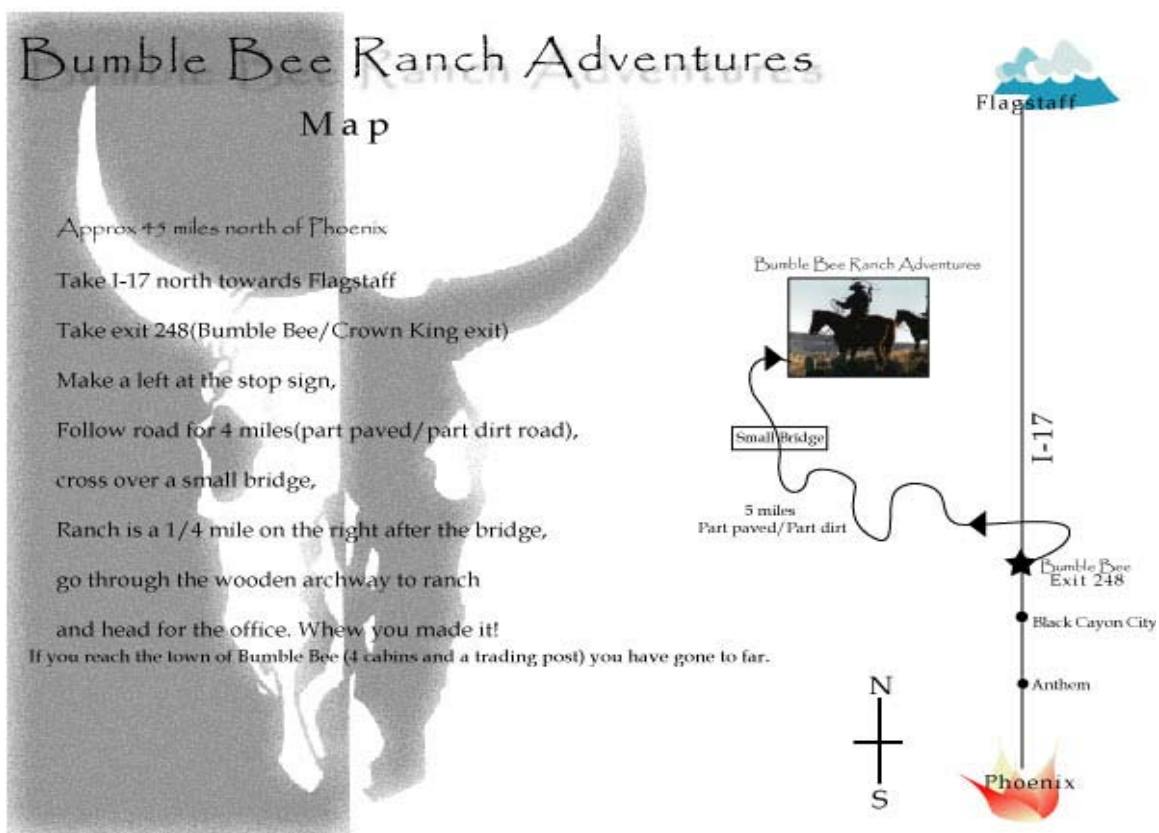 Bumble Bee Ranch Adventures
Map
Approx 45 miles north of Phoenix
Take I-17 north towards Flagstaff
Take exit 248(Bumble Bee/Crown King exit)
Make a left at the stop sign,
Follow road for 4 miles(part paved/part dirt road),
cross over a small bridge,
Ranch is a 1/4 mile on the right after the bridge,
go through the wooden archway to ranch
and head for the office. Whew you made it!
If you reach the town of Bumble Bee (4 cabins and a trading post) you have gone to far.
Flagstaff
Bumble Bee Ranch Adventures
Small Bridge
I-17
5 miles
Part paved/Part dirt
Bumble Bee
Exit 248
Black Cayon City
Anthem
N
S
Phoenix